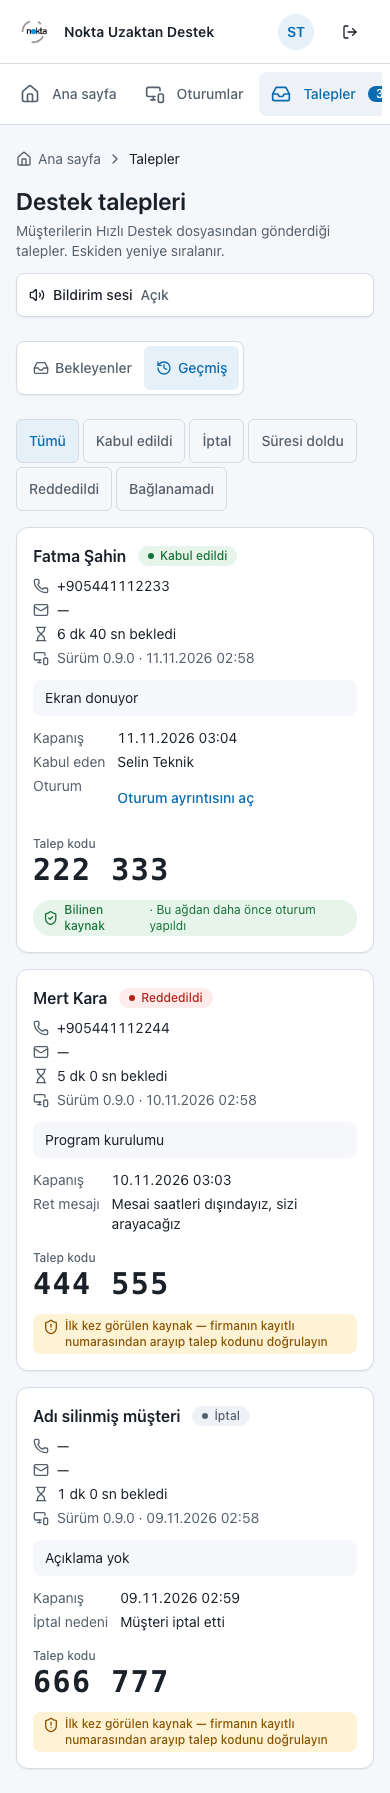 nokta
Nokta Uzaktan Destek
ST
Ana sayfa
Oturumlar
Talepler
3
Ana sayfa
Talepler
Destek talepleri
Müşterilerin Hızlı Destek dosyasından gönderdiği
talepler. Eskiden yeniye sıralanır.
Bildirim sesi Açık
Bekleyenler
Geçmiş
Tümü
Kabul edildi
İptal
Süresi doldu
Reddedildi
Bağlanamadı
Fatma Şahin
Kabul edildi
+905441112233
—
6 dk 40 sn bekledi
Sürüm 0.9.0 · 11.11.2026 02:58
Ekran donuyor
Kapanış 11.11.2026 03:04
Kabul eden Selin Teknik
Oturum
Oturum ayrıntısını aç
Talep kodu
222 333
Bilinen kaynak
· Bu ağdan daha önce oturum yapıldı
Mert Kara
Reddedildi
+905441112244
—
5 dk 0 sn bekledi
Sürüm 0.9.0 · 10.11.2026 02:58
Program kurulumu
Kapanış 10.11.2026 03:03
Ret mesajı Mesai saatleri dışındayız, sizi
arayacağız
Talep kodu
444 555
İlk kez görülen kaynak — firmanın kayıtlı
numarasından arayıp talep kodunu doğrulayın
Adı silinmiş müşteri
İptal
—
—
1 dk 0 sn bekledi
Sürüm 0.9.0 · 09.11.2026 02:58
Açıklama yok
Kapanış 09.11.2026 02:59
İptal nedeni Müşteri iptal etti
Talep kodu
666 777
İlk kez görülen kaynak — firmanın kayıtlı
numarasından arayıp talep kodunu doğrulayın